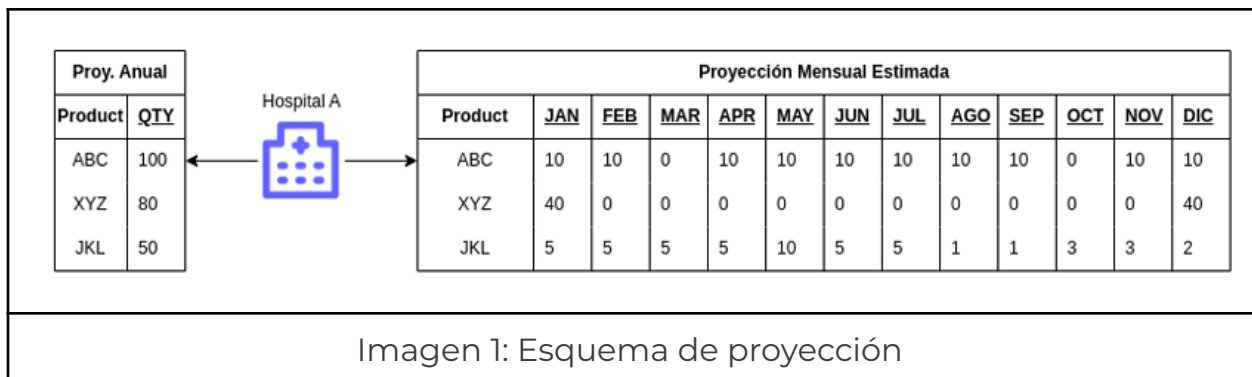 Proy. Anual
Product QTY
ABC 100
XYZ 80
JKL 50
Hospital A
Proyección Mensual Estimada
Product JAN FEB MAR APR MAY JUN JUL AGO SEP OCT NOV DIC
ABC 10 10 0 10 10 10 10 10 10 0 10 10
XYZ 40 0 0 0 0 0 0 0 0 0 0 40
JKL 5 5 5 5 10 5 5 1 1 3 3 2
Imagen 1: Esquema de proyección